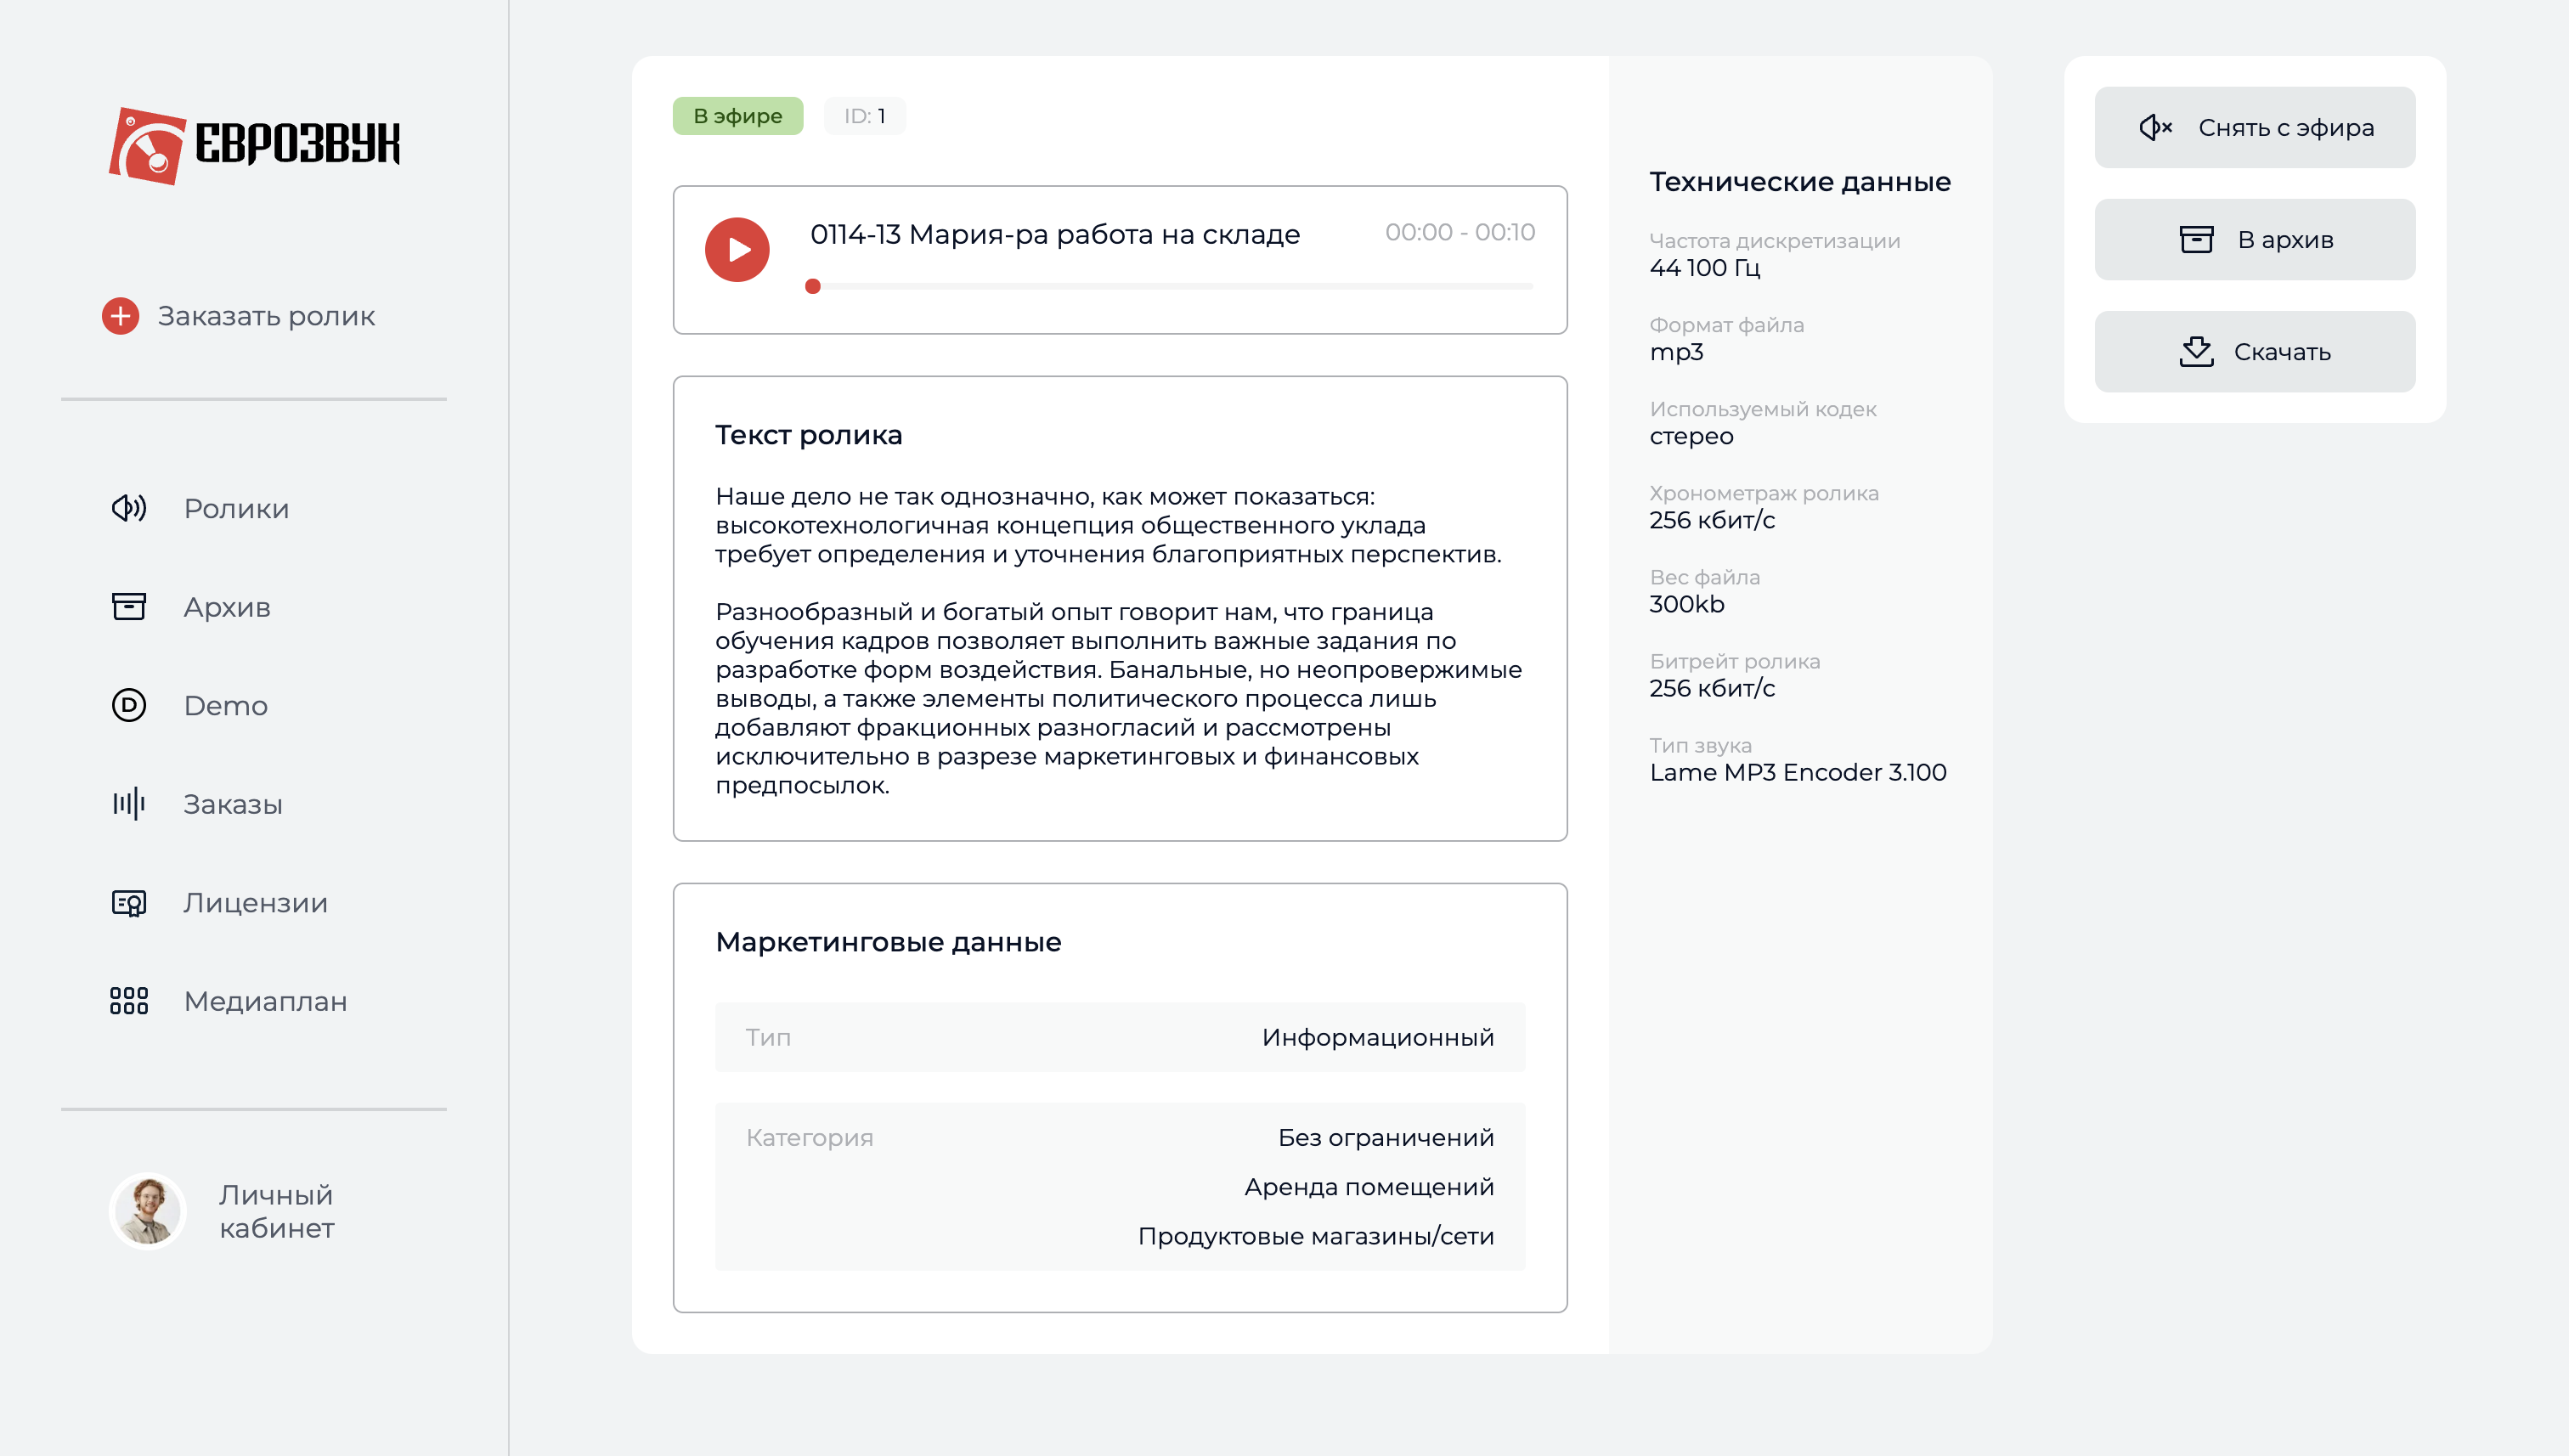 ЕВРОЗВУК
Заказать ролик
Ролики
Архив
D
Demo
Заказы
Лицензии
Медиаплан
Личный
кабинет
В эфире
ID: 1
0114-13 Мария-ра работа на складе
00:00 - 00:10
Текст ролика
Наше дело не так однозначно, как может показаться:
высокотехнологичная концепция общественного уклада
требует определения и уточнения благоприятных перспектив.
Разнообразный и богатый опыт говорит нам, что граница
обучения кадров позволяет выполнить важные задания по
разработке форм воздействия. Банальные, но неопровержимые
выводы, а также элементы политического процесса лишь
добавляют фракционных разногласий и рассмотрены
исключительно в разрезе маркетинговых и финансовых
предпосылок.
Маркетинговые данные
Тип
Информационный
Категория
Без ограничений
Аренда помещений
Продуктовые магазины/сети
Технические данные
Частота дискретизации
44 100 Гц
Формат файла
mp3
Используемый кодек
стерео
Хронометраж ролика
256 кбит/с
Вес файла
300kb
Битрейт ролика
256 кбит/с
Тип звука
Lame MP3 Encoder 3.100
Снять с эфира
В архив
Скачать